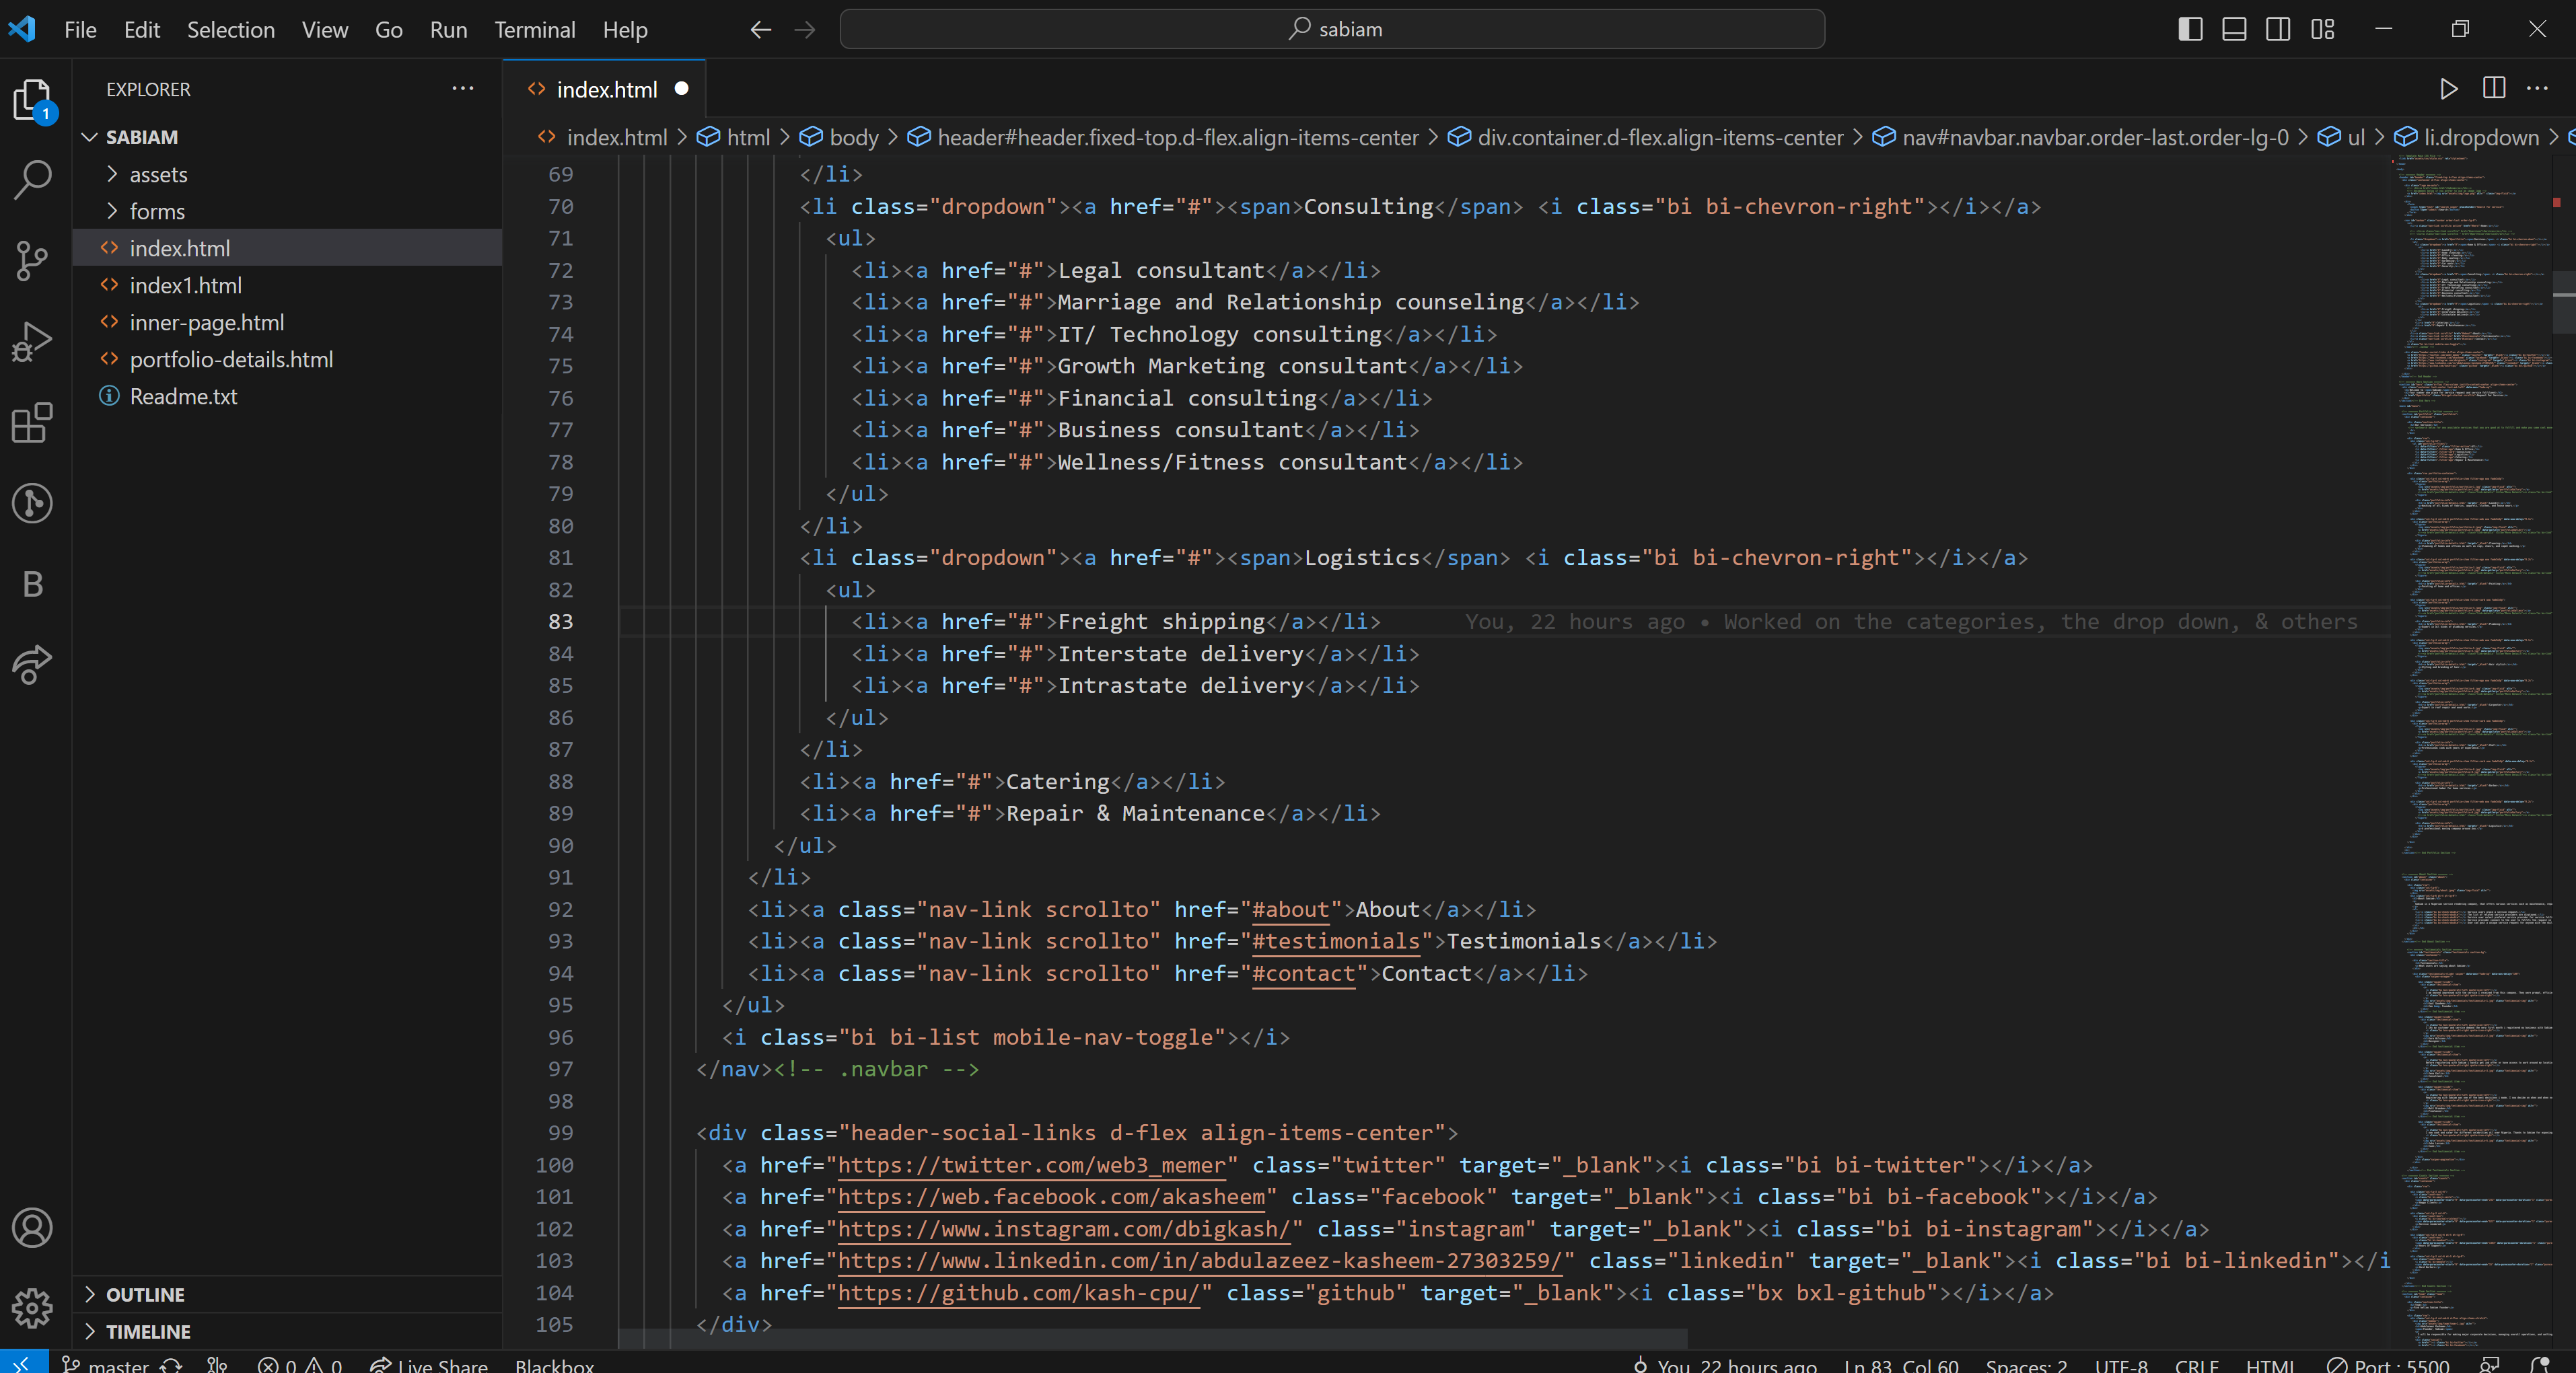 File Edit Selection View Go Run Terminal Help
sabiam
EXPLORER
1
SABIAM
assets
forms
index.html
index1.html
inner-page.html
portfolio-details.html
Readme.txt
OUTLINE
TIMELINE
index.html
index.html > html > body > header#header.fixed-top.d-flex.align-items-center > div.container.d-flex.align-items-center > nav#navbar.navbar.order-last.order-lg-0 > ul > li.dropdown >
69 </li>
70 <li class="dropdown"><a href="#"><span>Consulting</span> <i class="bi bi-chevron-right"></i></a>
71 <ul>
72 <li><a href="#">Legal consultant</a></li>
73 <li><a href="#">Marriage and Relationship counseling</a></li>
74 <li><a href="#">IT/ Technology consulting</a></li>
75 <li><a href="#">Growth Marketing consultant</a></li>
76 <li><a href="#">Financial consulting</a></li>
77 <li><a href="#">Business consultant</a></li>
78 <li><a href="#">Wellness/Fitness consultant</a></li>
79 </ul>
80 </li>
81 <li class="dropdown"><a href="#"><span>Logistics</span> <i class="bi bi-chevron-right"></i></a>
82 <ul>
83 <li><a href="#">Freight shipping</a></li> You, 22 hours ago • Worked on the categories, the drop down, & others
84 <li><a href="#">Interstate delivery</a></li>
85 <li><a href="#">Intrastate delivery</a></li>
86 </ul>
87 </li>
88 <li><a href="#">Catering</a></li>
89 <li><a href="#">Repair & Maintenance</a></li>
90 </ul>
91 </li>
92 <li><a class="nav-link scrollto" href="#about">About</a></li>
93 <li><a class="nav-link scrollto" href="#testimonials">Testimonials</a></li>
94 <li><a class="nav-link scrollto" href="#contact">Contact</a></li>
95 </ul>
96 <i class="bi bi-list mobile-nav-toggle"></i>
97 </nav><!-- .navbar -->
98
99 <div class="header-social-links d-flex align-items-center">
100 <a href="https://twitter.com/web3_memer" class="twitter" target="_blank"><i class="bi bi-twitter"></i></a>
101 <a href="https://web.facebook.com/akasheem" class="facebook" target="_blank"><i class="bi bi-facebook"></i></a>
102 <a href="https://www.instagram.com/dbigkash/" class="instagram" target="_blank"><i class="bi bi-instagram"></i></a>
103 <a href="https://www.linkedin.com/in/abdulazeez-kasheem-27303259/" class="linkedin" target="_blank"><i class="bi bi-linkedin"></i
104 <a href="https://github.com/kash-cpu/" class="github" target="_blank"><i class="bx bxl-github"></i></a>
105 </div>
master 0 0 Live Share Blackbox You, 22 hours ago Ln 83, Col 60 Spaces: 2 UTF-8 CRLF HTML Port : 5500